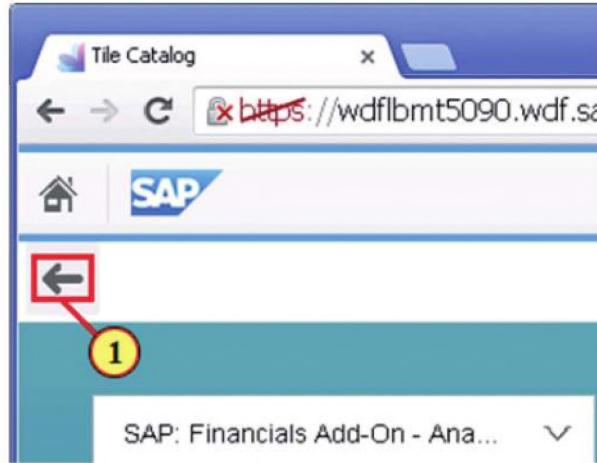 Tile Catalog
https://wdflbmt5090.wdf.sa
SAP
1
SAP: Financials Add-On - Ana...